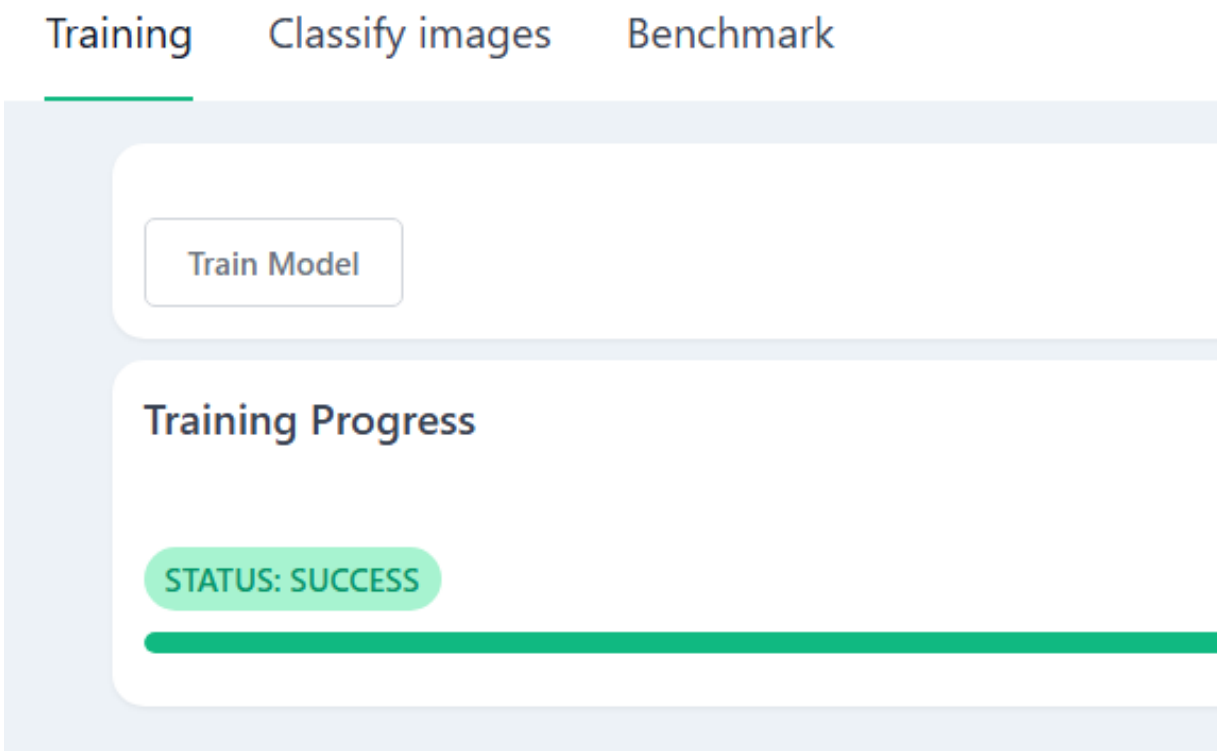 Training Classify images Benchmark
Train Model
Training Progress
STATUS: SUCCESS